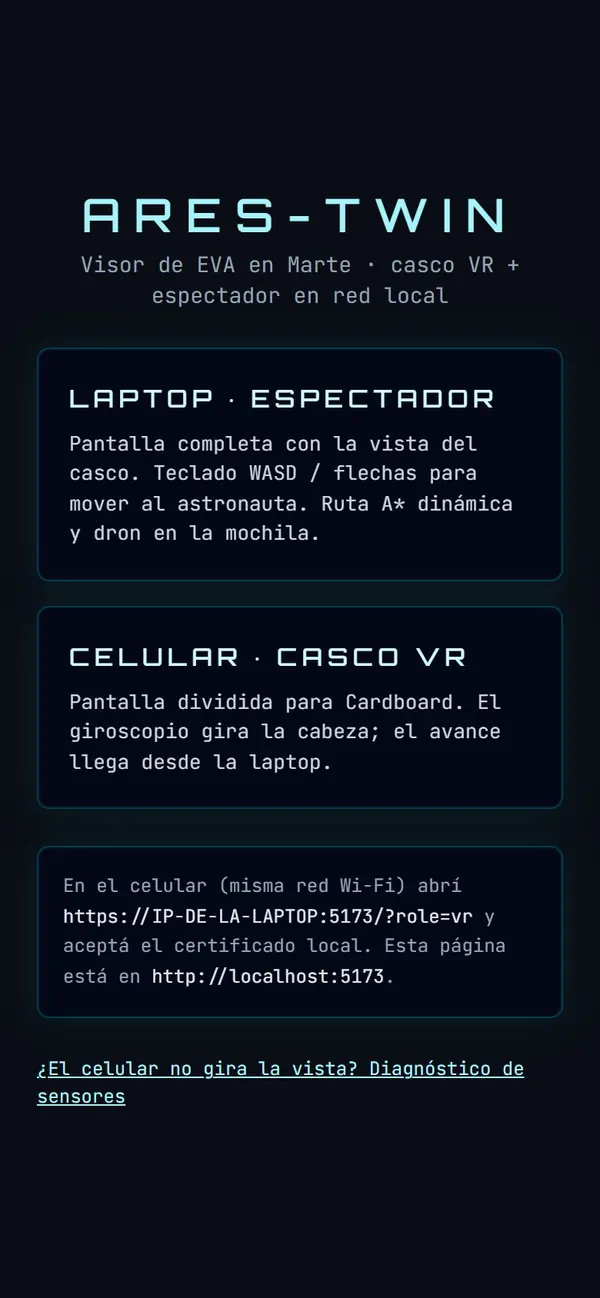 ARES-TWIN
Visor de EVA en Marte · casco VR +
espectador en red local
LAPTOP · ESPECTADOR
Pantalla completa con la vista del
casco. Teclado WASD / flechas para
mover al astronauta. Ruta A* dinámica
y dron en la mochila.
CELULAR · CASCO VR
Pantalla dividida para Cardboard. El
giroscopio gira la cabeza; el avance
llega desde la laptop.
En el celular (misma red Wi-Fi) abrí
https://IP-DE-LA-LAPTOP:5173/?role=vr y
aceptá el certificado local. Esta página
está en http://localhost:5173.
¿El celular no gira la vista? Diagnóstico de
sensores